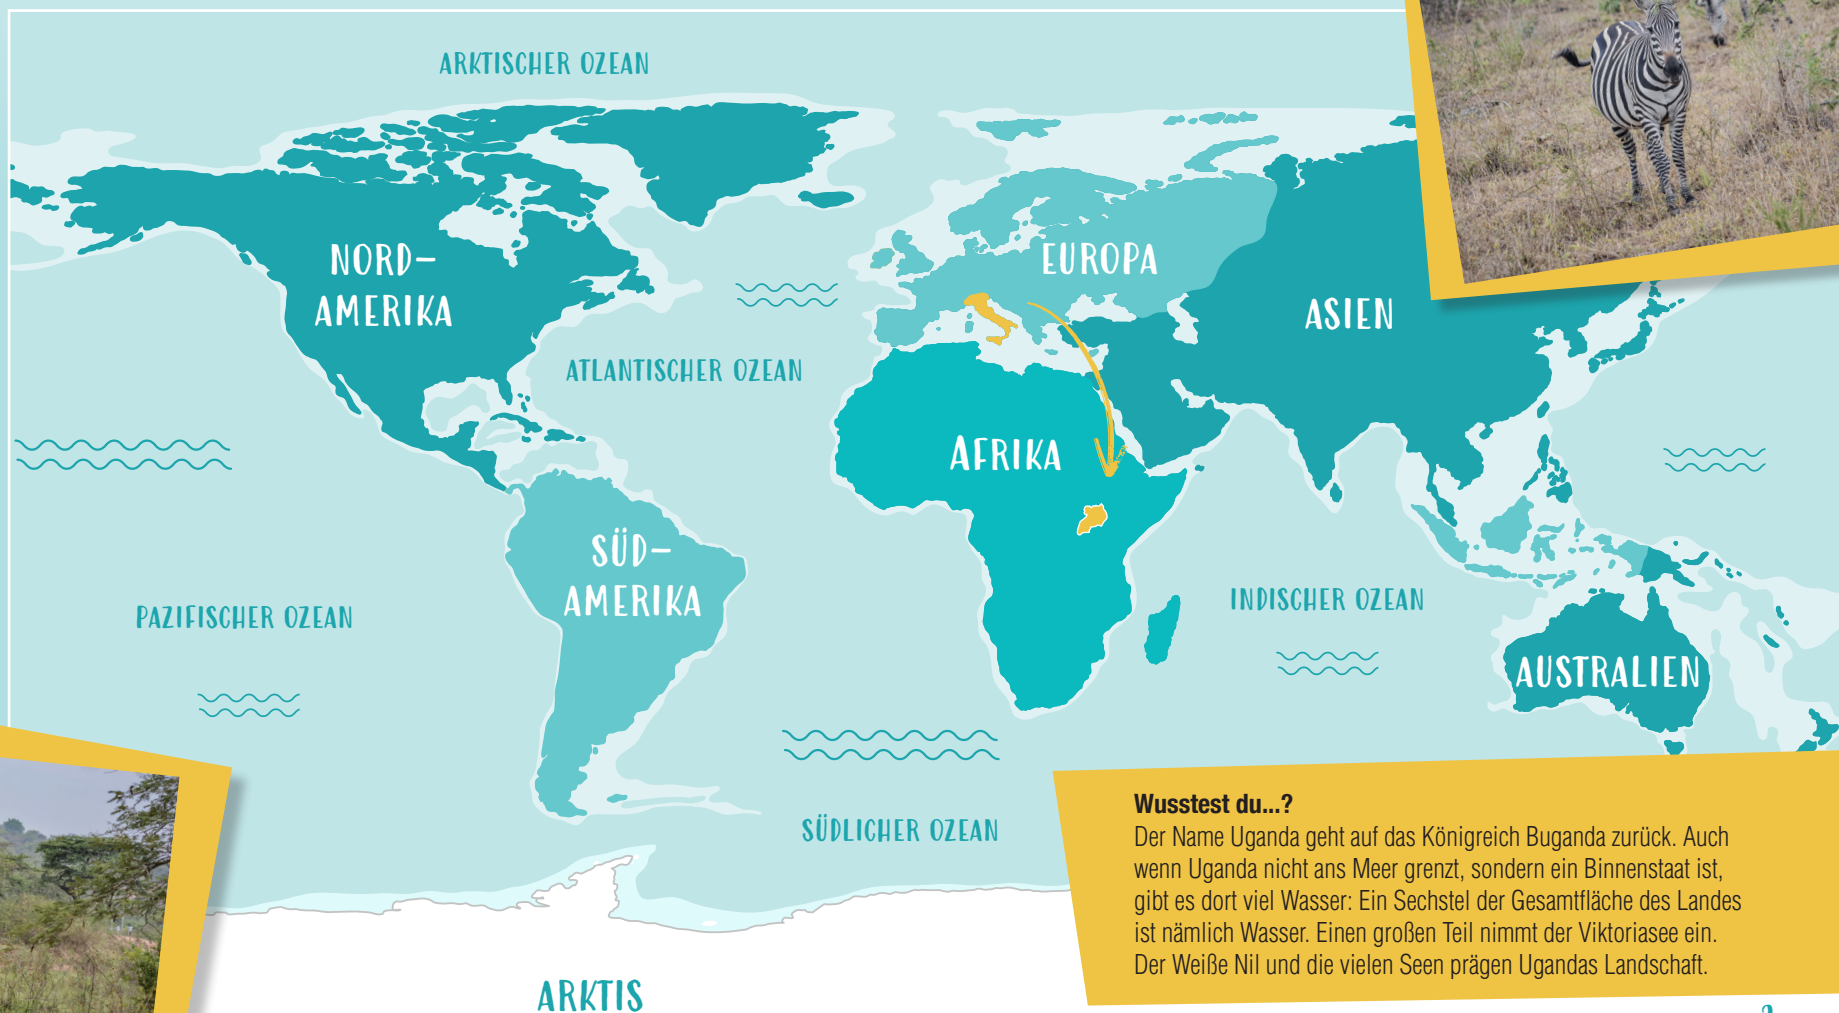 ARKTISCHER OZEAN
NORD-
AMERIKA
EUROPA
ASIEN
ATLANTISCHER OZEAN
AFRIKA
SÜD-
AMERIKA
PAZIFISCHER OZEAN
INDISCHER OZEAN
AUSTRALIEN
SÜDLICHER OZEAN
ARKTIS
Wusstest du...?
Der Name Uganda geht auf das Königreich Buganda zurück. Auch
wenn Uganda nicht ans Meer grenzt, sondern ein Binnenstaat ist,
gibt es dort viel Wasser: Ein Sechstel der Gesamtfläche des Landes
ist nämlich Wasser. Einen großen Teil nimmt der Viktoriasee ein.
Der Weiße Nil und die vielen Seen prägen Ugandas Landschaft.